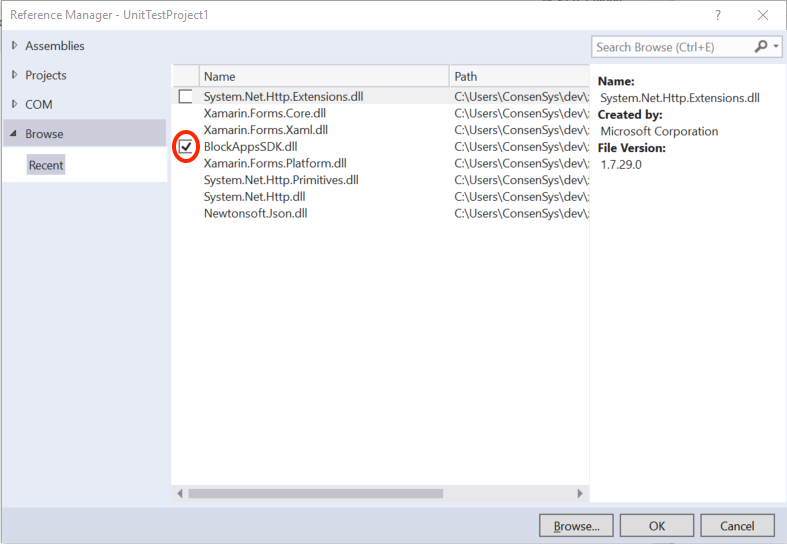 Reference Manager - UnitTestProject1
?
Assemblies
Projects
COM
Browse
Recent
Search Browse (Ctrl+E)
Name Path
System.Net.Http.Extensions.dll C:\Users\ConsenSys\dev\
Xamarin.Forms.Core.dll C:\Users\ConsenSys\dev\
Xamarin.Forms.Xaml.dll C:\Users\ConsenSys\dev\
BlockAppsSDK.dll C:\Users\ConsenSys\dev\
Xamarin.Forms.Platform.dll C:\Users\ConsenSys\dev\
System.Net.Http.Primitives.dll C:\Users\ConsenSys\dev\
System.Net.Http.dll C:\Users\ConsenSys\dev\
Newtonsoft.Json.dll C:\Users\ConsenSys\dev\
Name:
System.Net.Http.Extensions.dll
Created by:
Microsoft Corporation
File Version:
1.7.29.0
Browse... OK Cancel